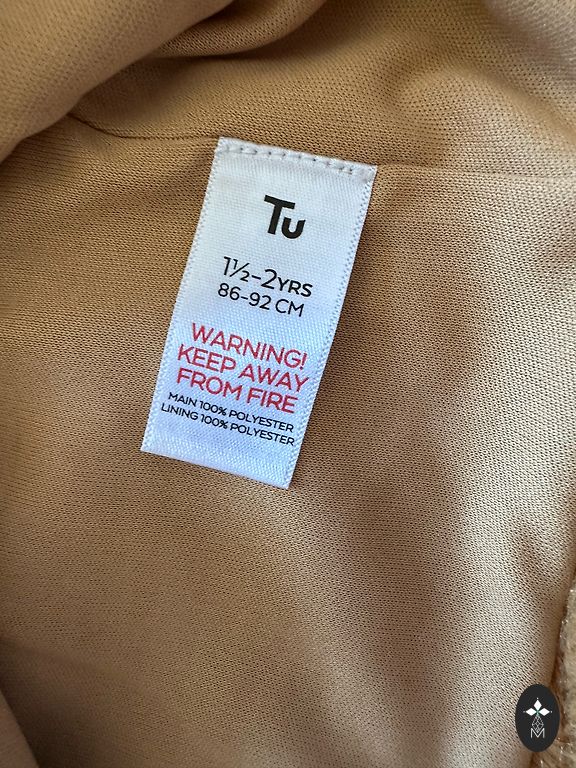 Tu
1½-2YRS
86-92 CM
WARNING!
KEEP AWAY
FROM FIRE
MAIN 100% POLYESTER
LINING 100% POLYESTER
M